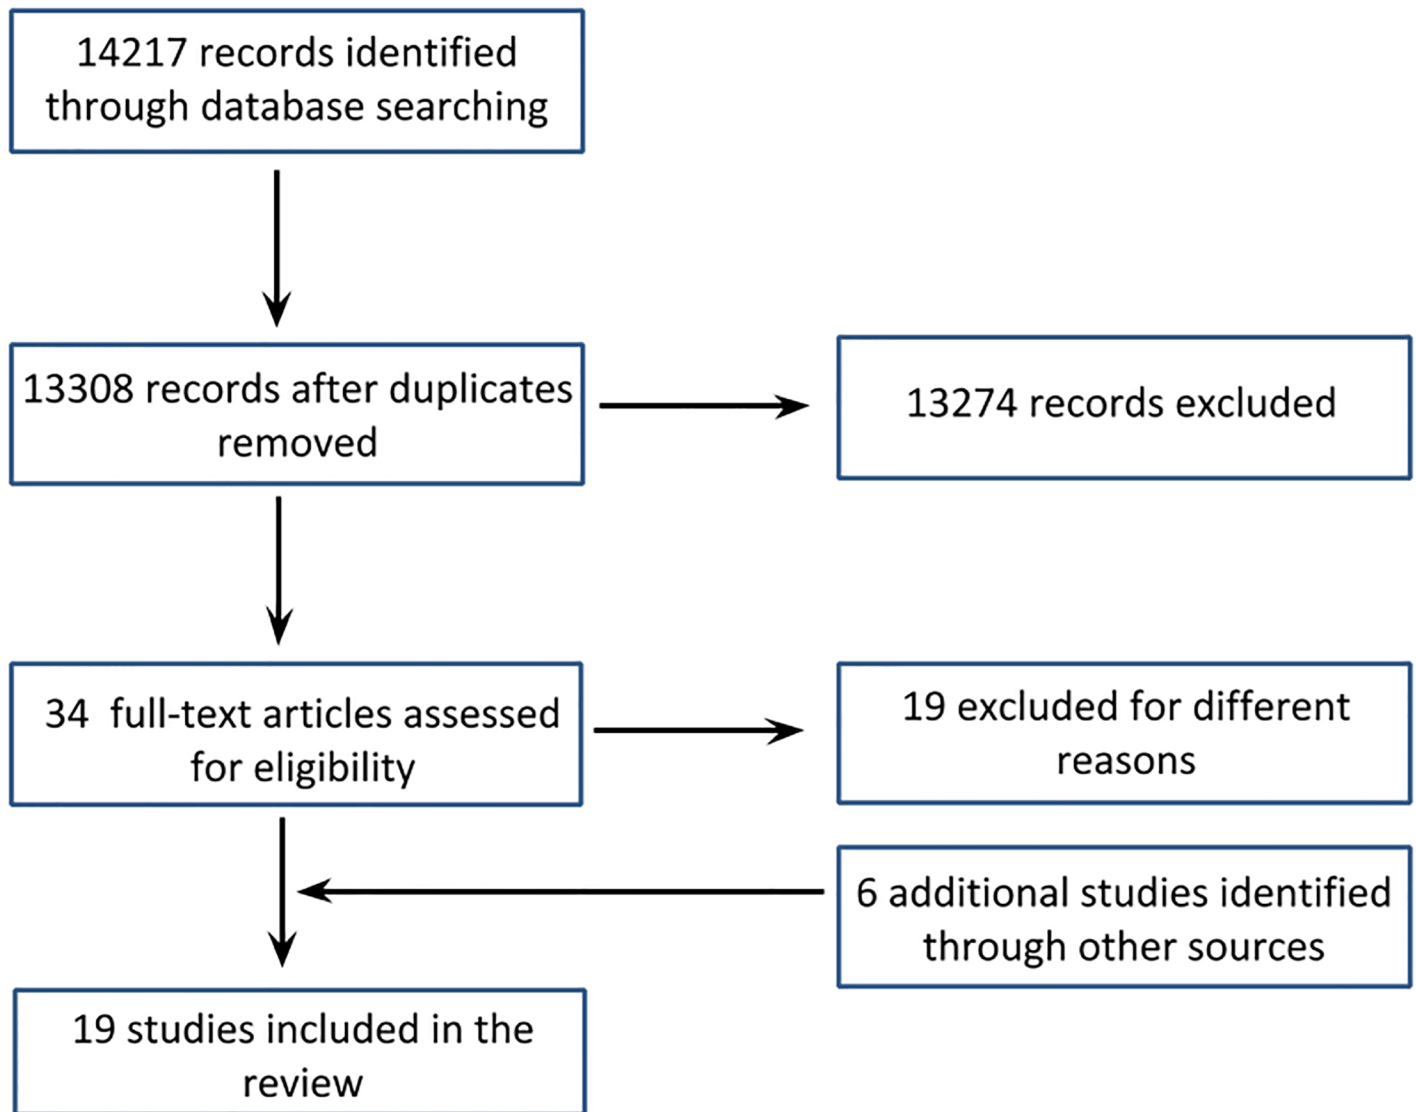 14217 records identified
through database searching
13308 records after duplicates
removed
13274 records excluded
34 full-text articles assessed
for eligibility
19 excluded for different
reasons
6 additional studies identified
through other sources
19 studies included in the
review